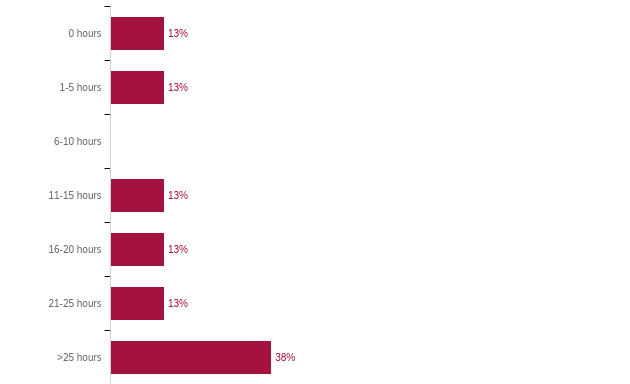 0 hours 13%
1-5 hours 13%
6-10 hours
11-15 hours 13%
16-20 hours 13%
21-25 hours 13%
>25 hours 38%